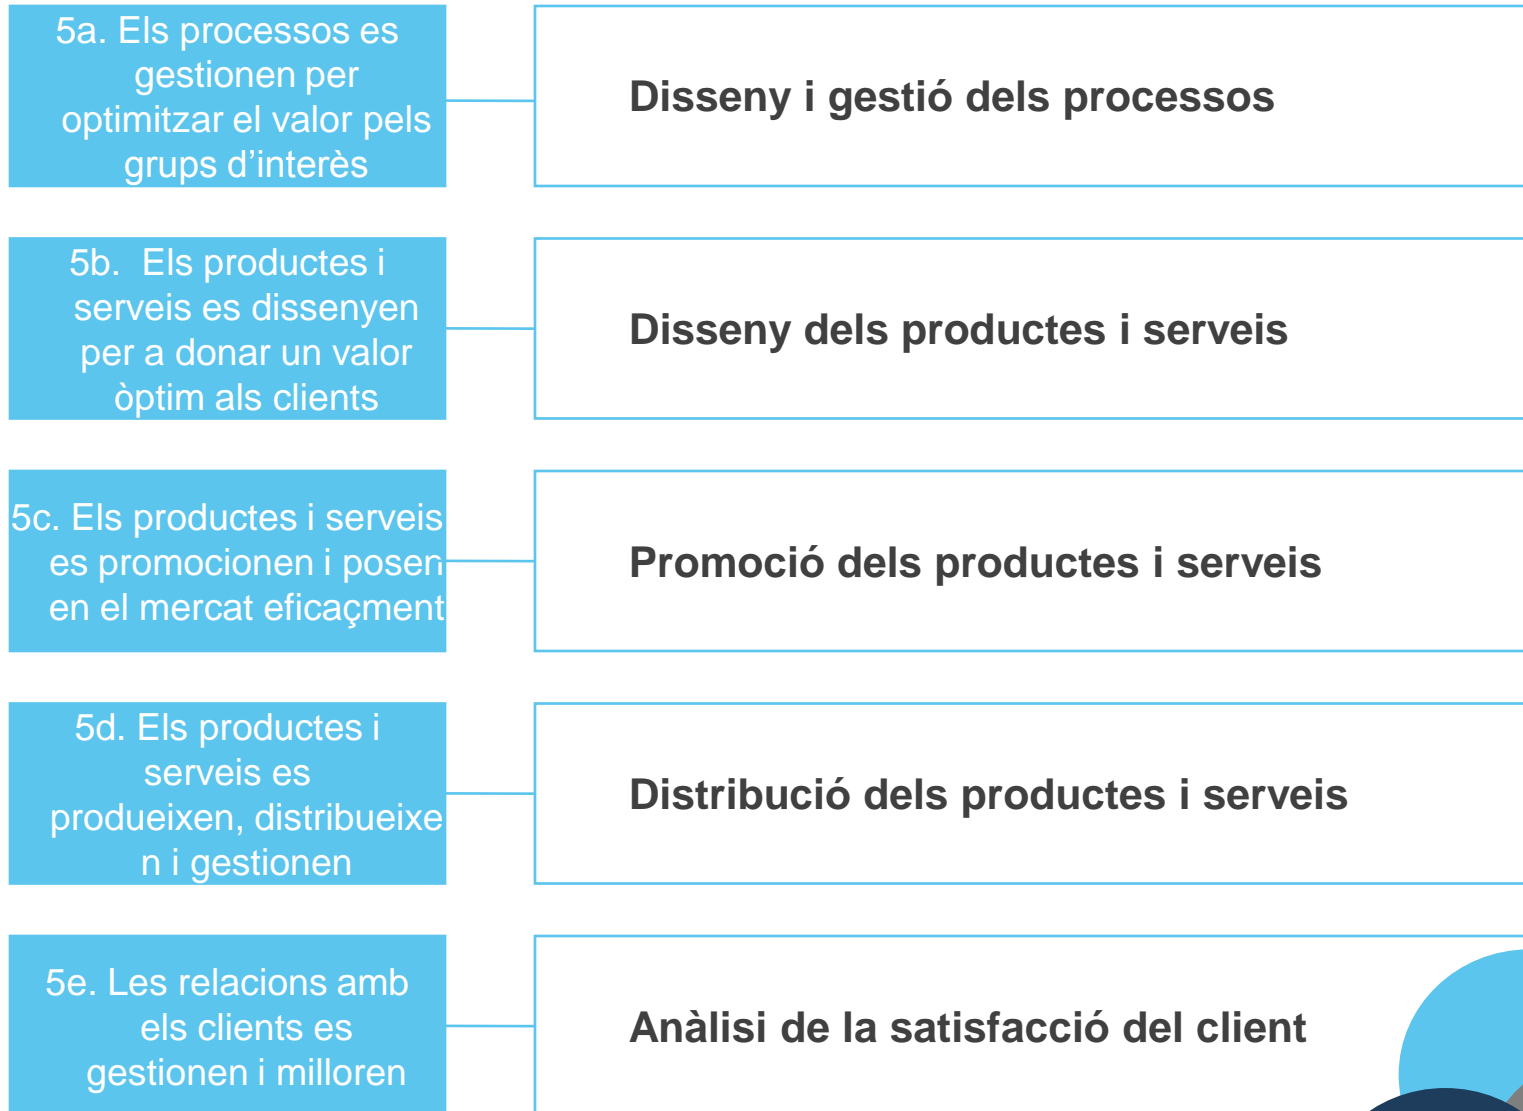 5a. Els processos es
gestionen per
optimitzar el valor pels
grups d’interès
Disseny i gestió dels processos
5b. Els productes i
serveis es dissenyen
per a donar un valor
òptim als clients
Disseny dels productes i serveis
5c. Els productes i serveis
es promocionen i posen
en el mercat eficaçment
Promoció dels productes i serveis
5d. Els productes i
serveis es
produeixen, distribueixe
n i gestionen
Distribució dels productes i serveis
5e. Les relacions amb
els clients es
gestionen i milloren
Anàlisi de la satisfacció del client